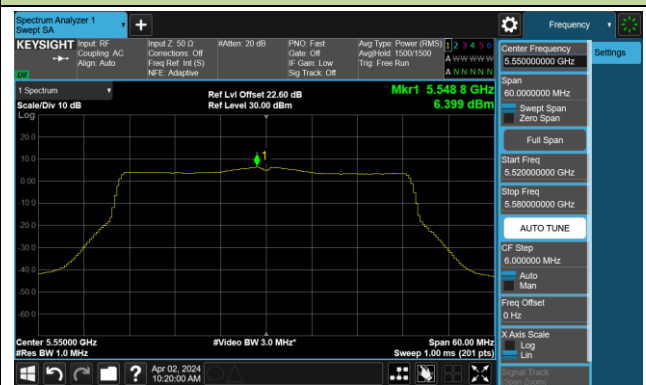 Spectrum Analyzer 1
Swept SA
+
Frequency
KEYSIGHT
Input: RF
Coupling: AC
Align: Auto
Input Z: 50 Ω
Corrections: Off
Freq Ref: Int (S)
NFE: Adaptive
#Atten: 20 dB
PNO: Fast
Gate: Off
IF Gain: Low
Sig Track: Off
Avg Type: Power (RMS)
Avg|Hold: 1500/1500
Trig: Free Run
1 2 3 4 5 6
A W W W W W
A N N N N N
LXI
1 Spectrum
Scale/Div 10 dB
Log
Ref Lvl Offset 22.60 dB
Ref Level 30.00 dBm
Mkr1 5.548 8 GHz
6.399 dBm
1
20.0
10.0
0.00
-10.0
-20.0
-30.0
-40.0
-50.0
-60.0
Center 5.55000 GHz
#Res BW 1.0 MHz
#Video BW 3.0 MHz*
Span 60.00 MHz
Sweep 1.00 ms (201 pts)
?
Apr 02, 2024
10:20:00 AM
Center Frequency
5.550000000 GHz
Settings
Span
60.0000000 MHz
Swept Span
Zero Span
Full Span
Start Freq
5.520000000 GHz
Stop Freq
5.580000000 GHz
AUTO TUNE
CF Step
6.000000 MHz
Auto
Man
Freq Offset
0 Hz
X Axis Scale
Log
Lin
Signal Track
(Span Zoom)